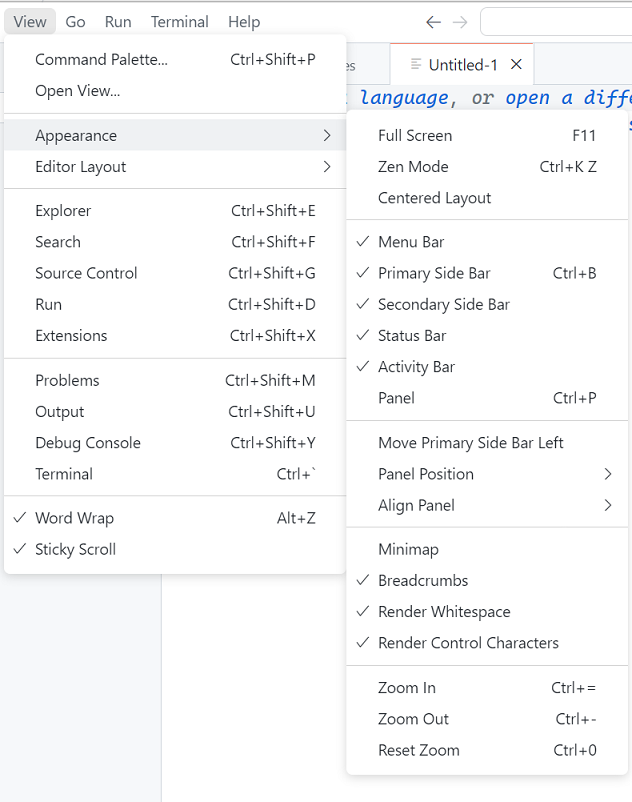 View Go Run Terminal Help
Untitled-1
language, or open a
Command Palette... Ctrl+Shift+P
Open View...
Appearance
Editor Layout
Explorer Ctrl+Shift+E
Search Ctrl+Shift+F
Source Control Ctrl+Shift+G
Run Ctrl+Shift+D
Extensions Ctrl+Shift+X
Problems Ctrl+Shift+M
Output Ctrl+Shift+U
Debug Console Ctrl+Shift+Y
Terminal Ctrl+`
Word Wrap Alt+Z
Sticky Scroll
Full Screen F11
Zen Mode Ctrl+K Z
Centered Layout
Menu Bar
Primary Side Bar Ctrl+B
Secondary Side Bar
Status Bar
Activity Bar
Panel Ctrl+P
Move Primary Side Bar Left
Panel Position
Align Panel
Minimap
Breadcrumbs
Render Whitespace
Render Control Characters
Zoom In Ctrl+=
Zoom Out Ctrl+-
Reset Zoom Ctrl+0